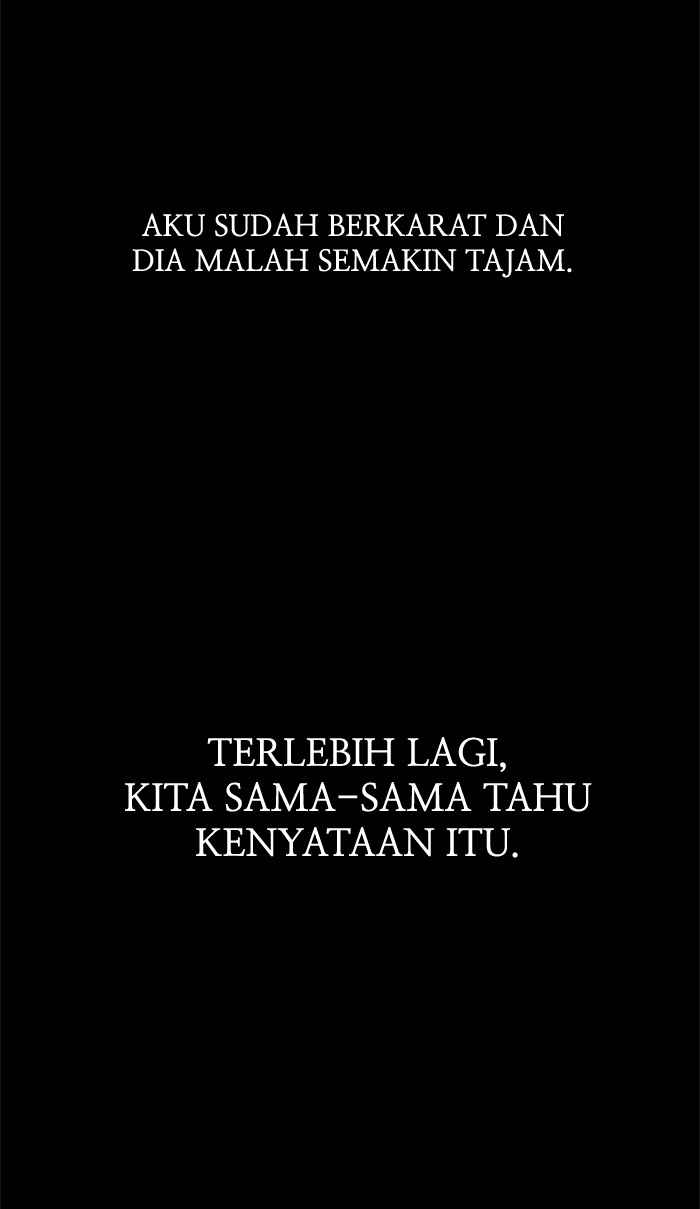 AKU SUDAH BERKARAT DAN
DIA MALAH SEMAKIN TAJAM.
TERLEBIH LAGI,
KITA SAMA-SAMA TAHU
KENYATAAN ITU.